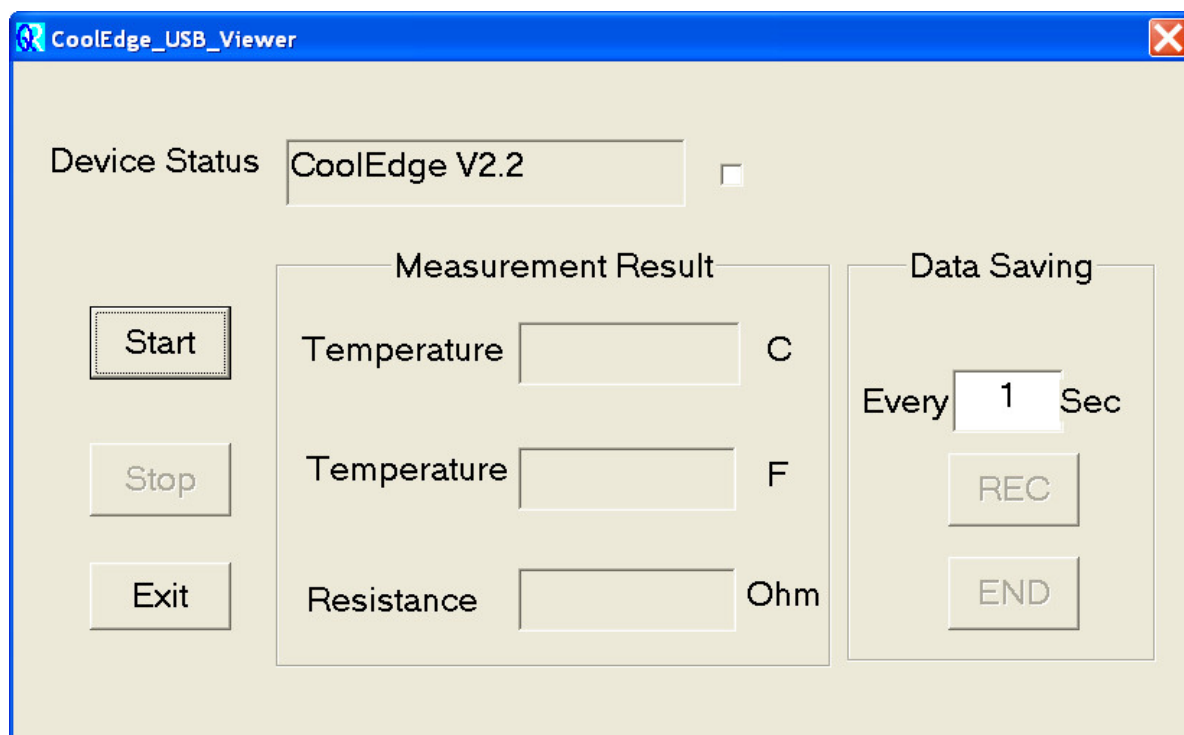 CoolEdge_USB_Viewer
Device Status CoolEdge V2.2
Measurement Result
Data Saving
Start
Temperature C
Every 1 Sec
Stop
Temperature F
REC
Exit
Resistance Ohm
END